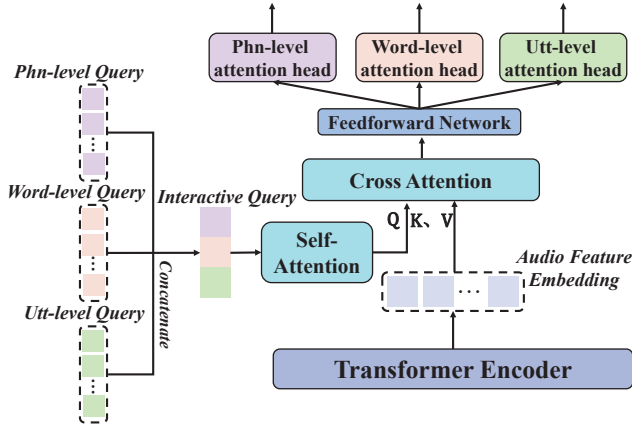 Phn-level
attention head
Word-level
attention head
Utt-level
attention head
Phn-level Query
Feedforward Network
Cross Attention
Word-level Query
Interactive Query
Q K、V
Self-
Attention
Audio Feature
Embedding
Concatenate
Utt-level Query
Transformer Encoder